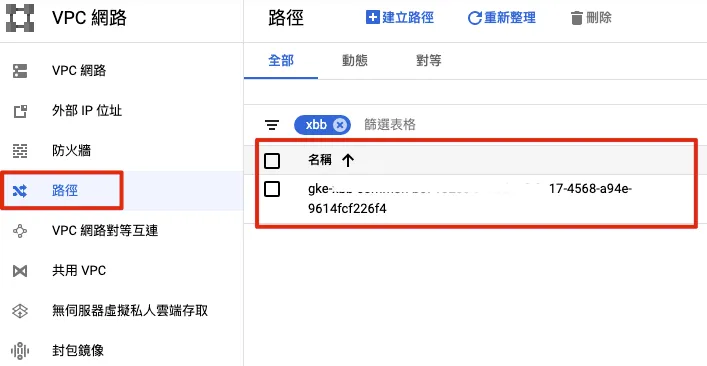 VPC 網路
VPC 網路
外部 IP 位址
防火牆
路徑
VPC 網路對等互連
共用 VPC
無伺服器虛擬私人雲端存取
封包鏡像
路徑
建立路徑
重新整理
刪除
全部
動態
對等
xbb
篩選表格
名稱
gke- 17-4568-a94e-
9614fcf226f4